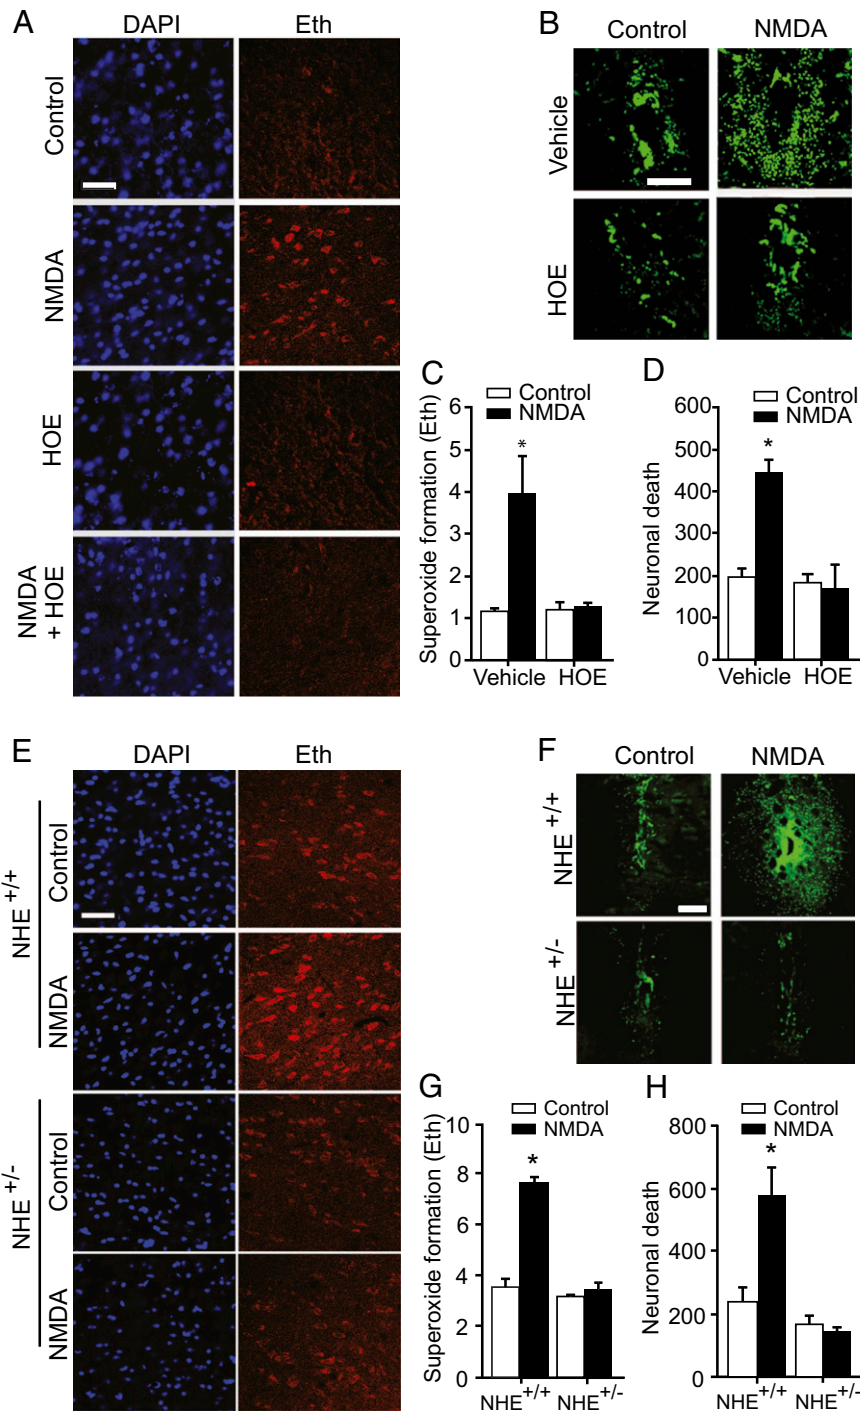 A
DAPI
Eth
Control
NMDA
HOE
NMDA
+ HOE
B
Control
NMDA
Vehicle
HOE
C
Control
NMDA
Superoxide formation (Eth)
6
5
4
3
2
1
0
*
Vehicle
HOE
D
Control
NMDA
Neuronal death
600
500
400
300
200
100
0
*
Vehicle
HOE
E
DAPI
Eth
NHE +/+
Control
NMDA
NHE +/-
Control
NMDA
F
Control
NMDA
NHE +/+
NHE +/-
G
Control
NMDA
Superoxide formation (Eth)
10
8
6
4
2
0
*
NHE+/+
NHE+/-
H
Control
NMDA
Neuronal death
800
600
400
200
0
*
NHE+/+
NHE+/-